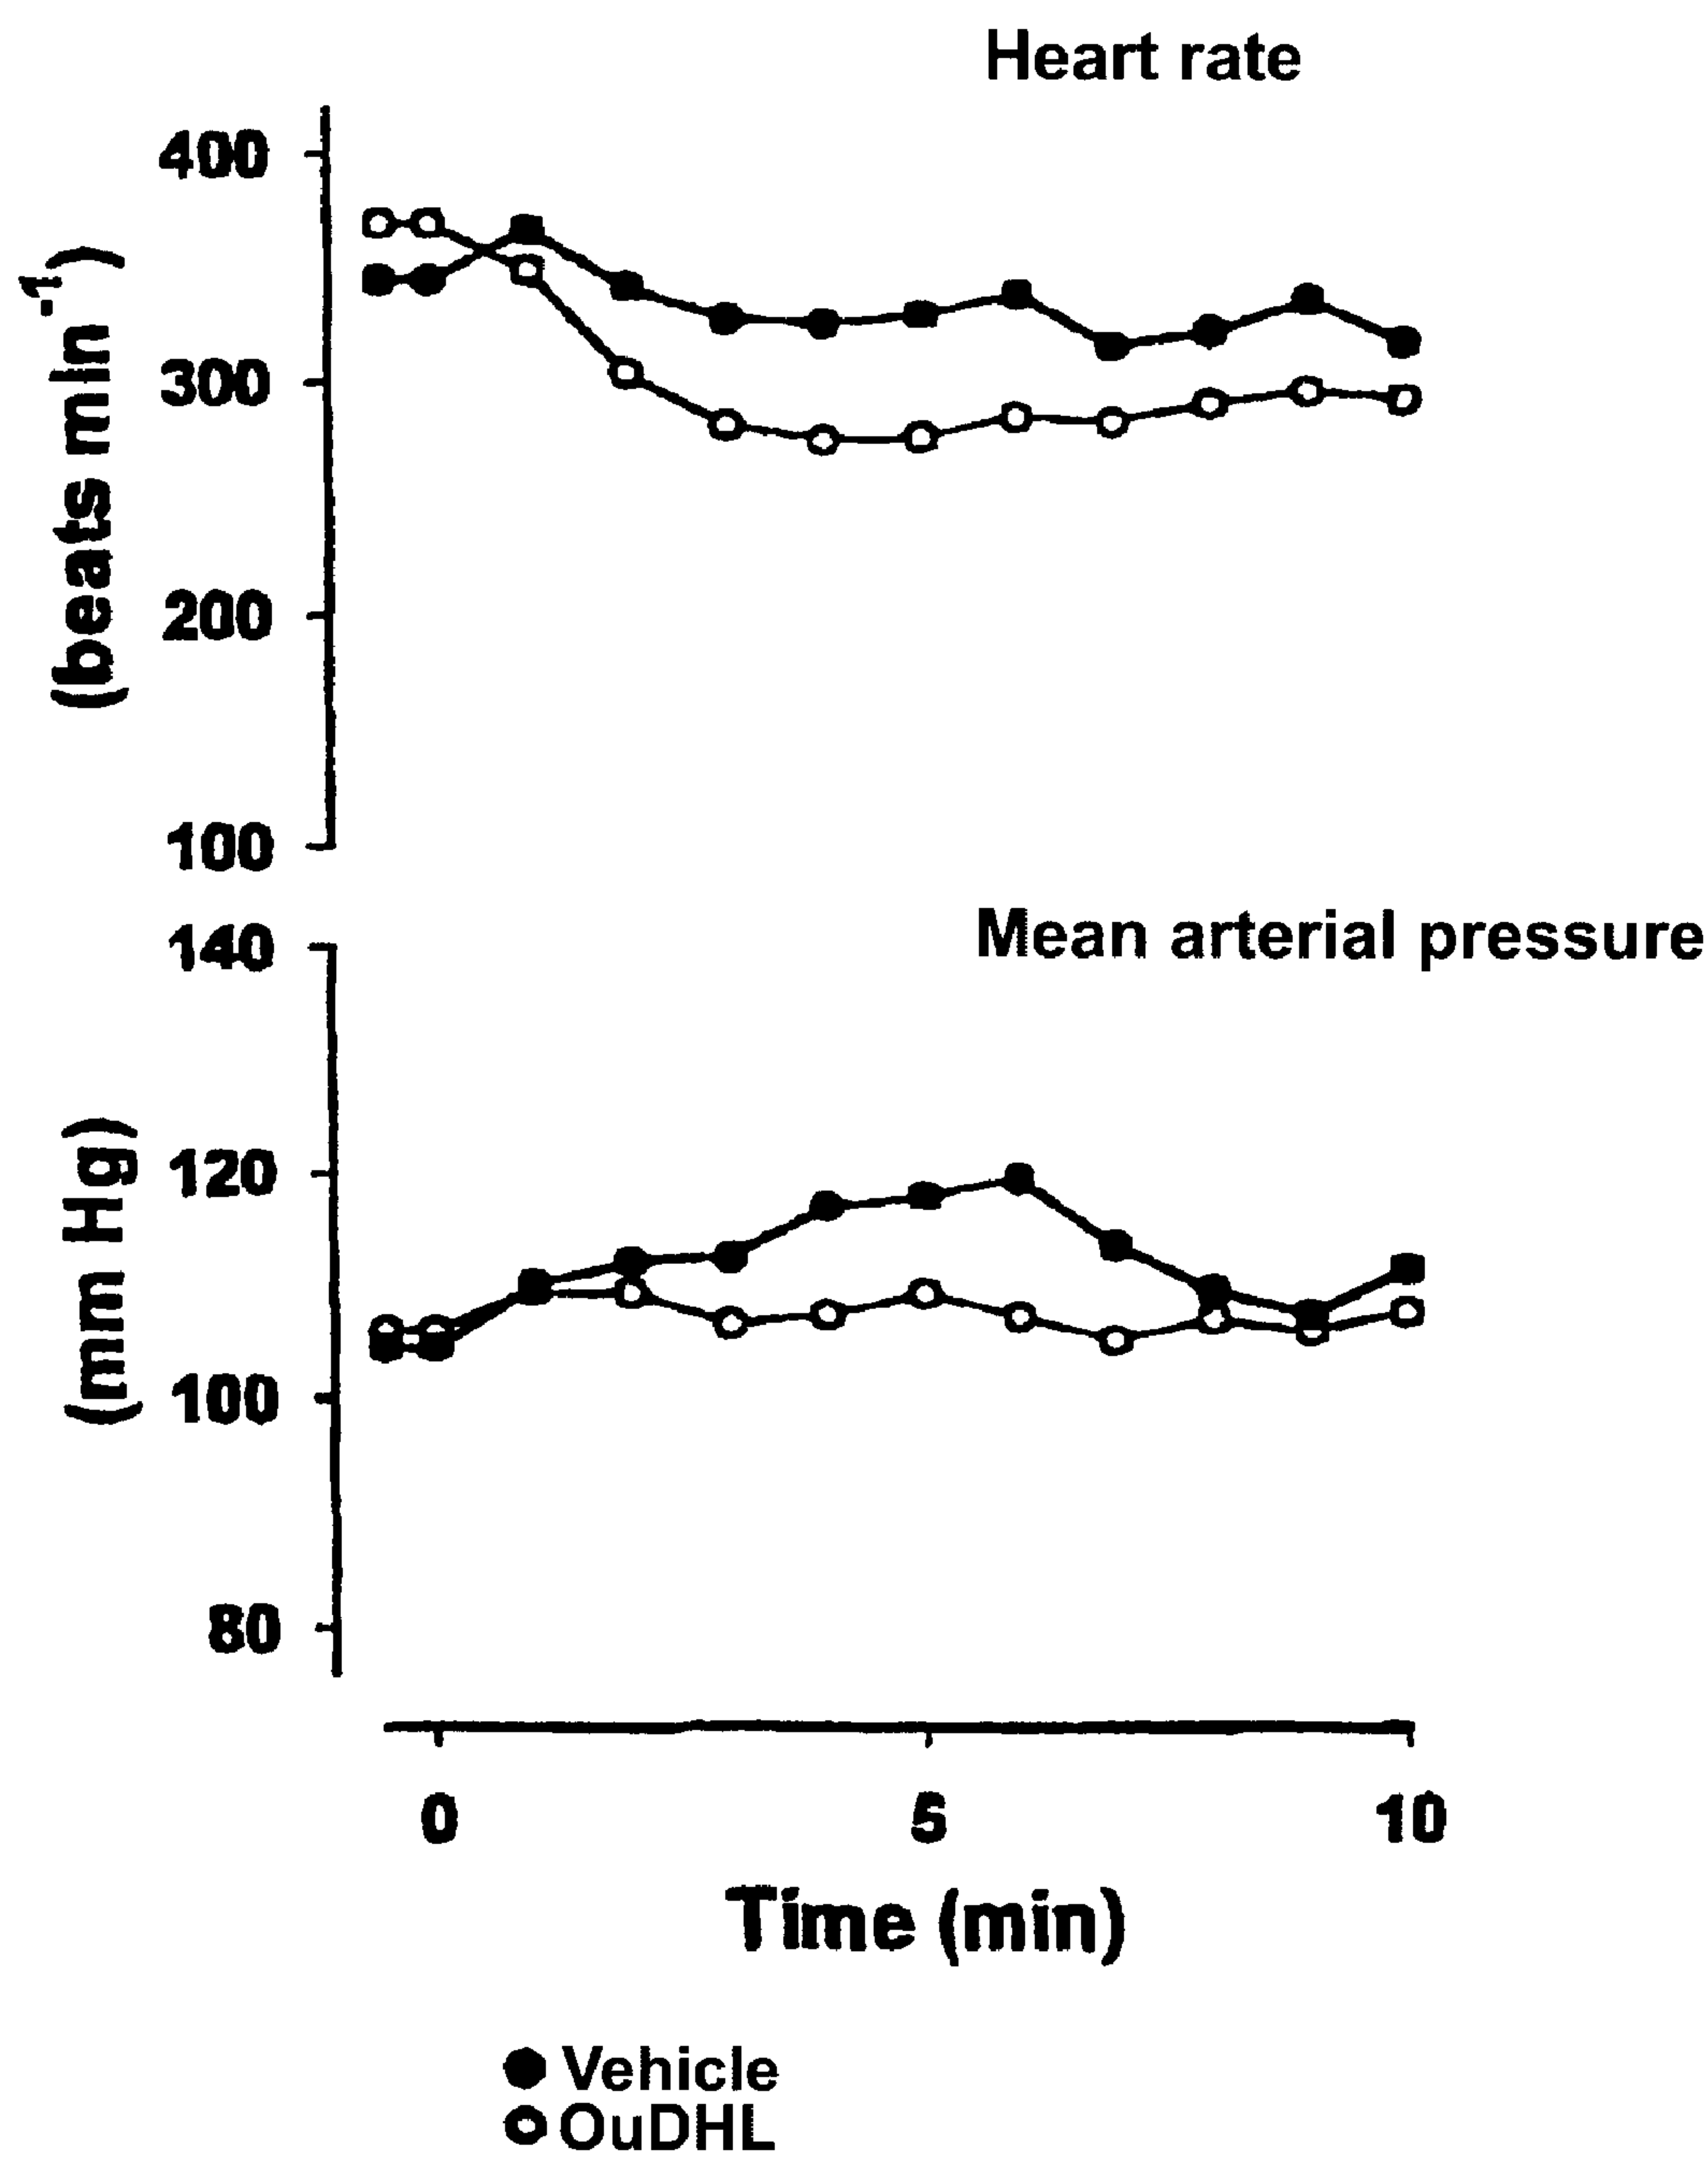 Heart rate
(beats min-1)
400
300
200
100
Mean arterial pressure
(mm Hg)
140
120
100
80
0 5 10
Time (min)
Vehicle
OuDHL